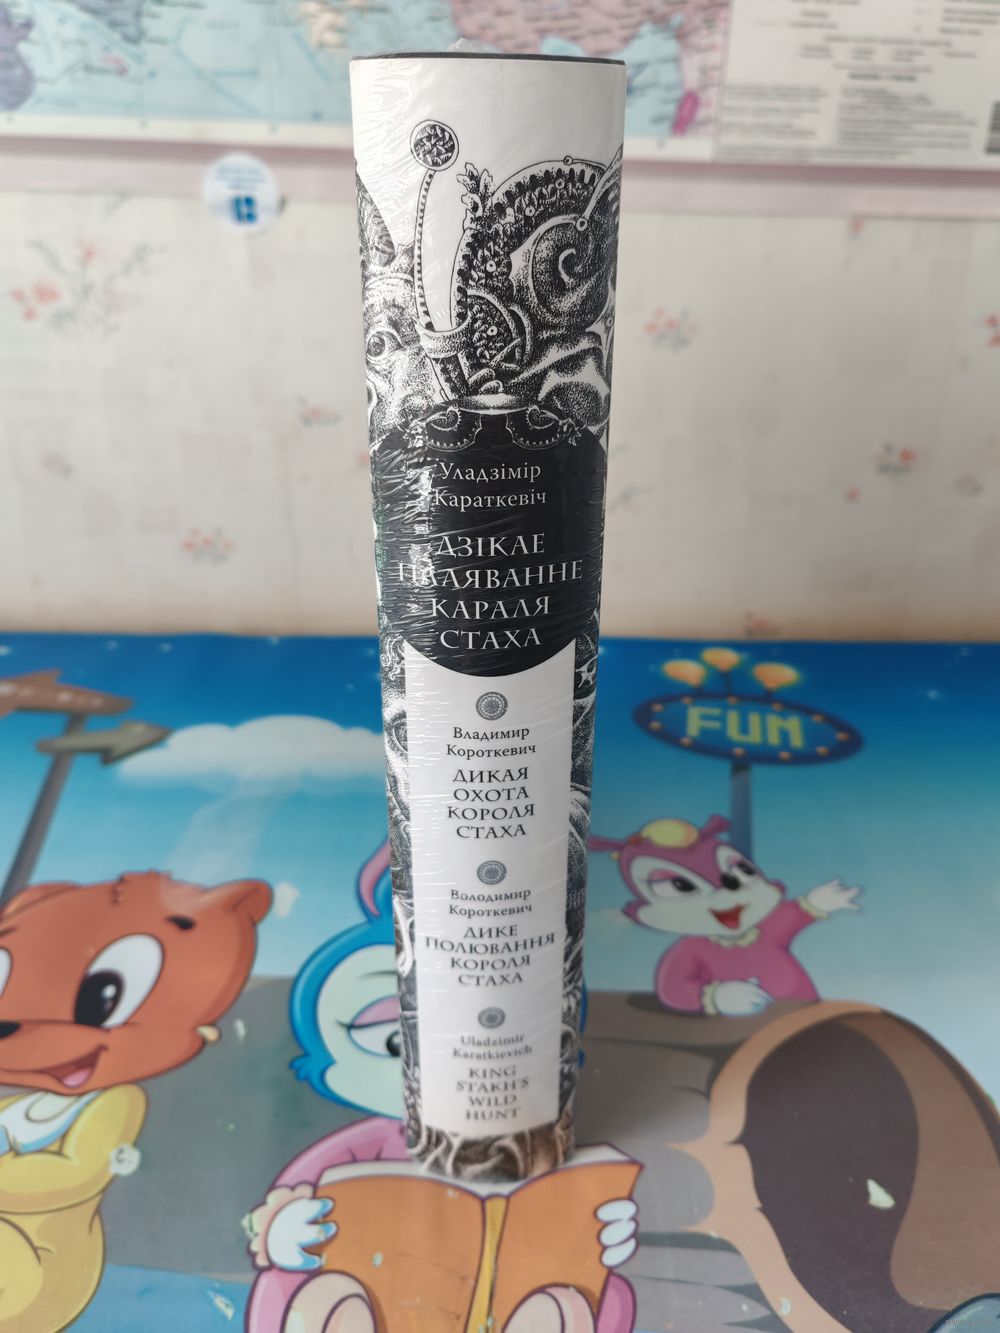 Уладзімір
Караткевіч
ДЗІКАЕ
ПАЛЯВАННЕ
КАРАЛЯ
СТАХА
Владимир
Короткевич
ДИКАЯ
ОХОТА
КОРОЛЯ
СТАХА
Володимир
Короткевич
ДИКЕ
ПОЛЮВАННЯ
КОРОЛЯ
СТАХА
Uladzimir
Karatkievich
KING
STAKH'S
WILD
HUNT
FUN